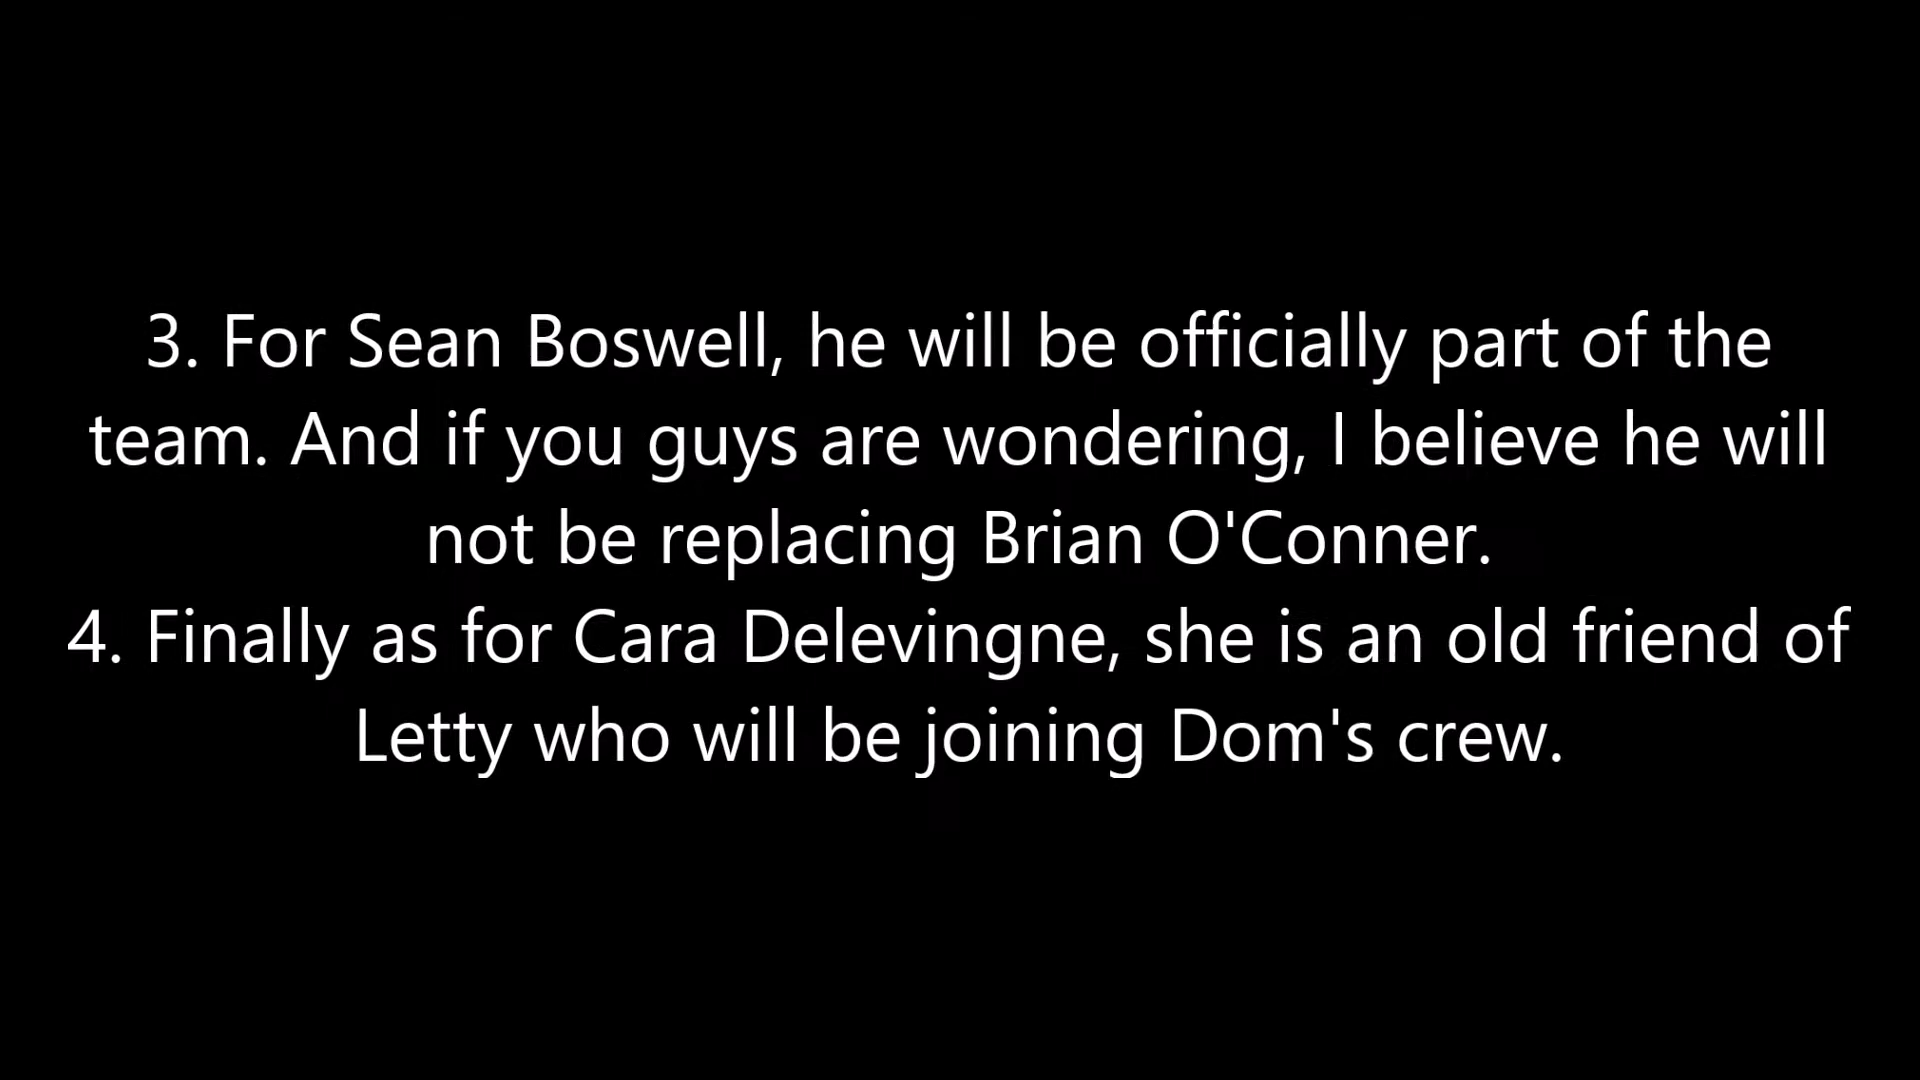 3. For Sean Boswell, he will be officially part of the
team. And if you guys are wondering, I believe he will
not be replacing Brian O'Conner.
4. Finally as for Cara Delevingne, she is an old friend of
Letty who will be joining Dom's crew.